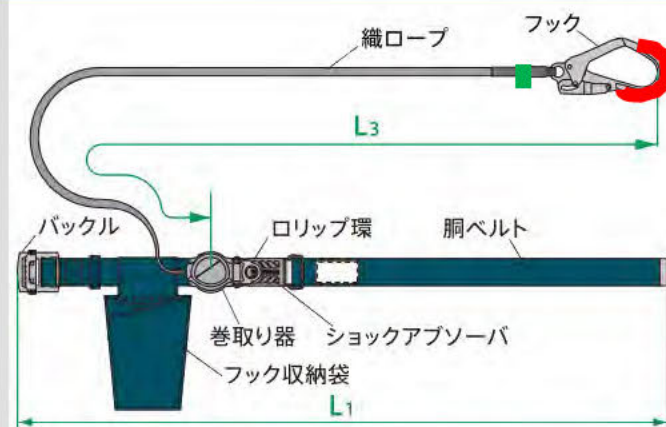 フック
織ロープ
L3
バックル
ロリップ環
胴ベルト
巻取り器
ショックアブソーバ
フック収納袋
L1